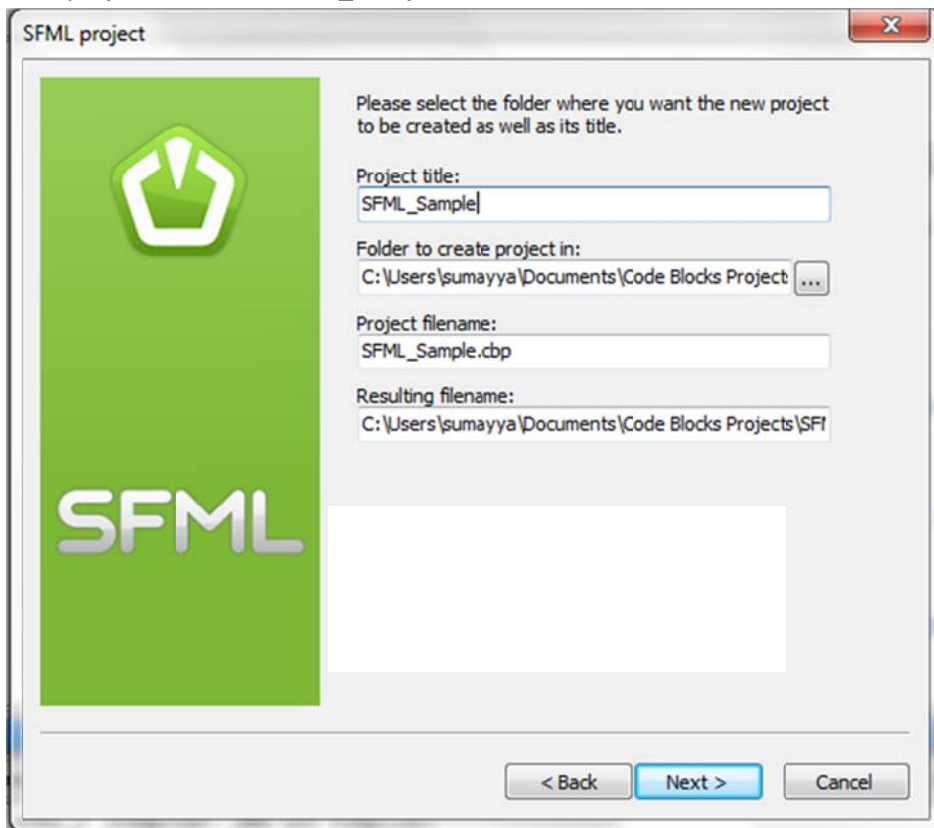 SFML project
Please select the folder where you want the new project
to be created as well as its title.
Project title:
SFML_Sample
Folder to create project in:
C:\Users\sumayya\Documents\Code Blocks Project
...
Project filename:
SFML_Sample.cbp
Resulting filename:
C:\Users\sumayya\Documents\Code Blocks Projects\SFM
SFML
< Back
Next >
Cancel